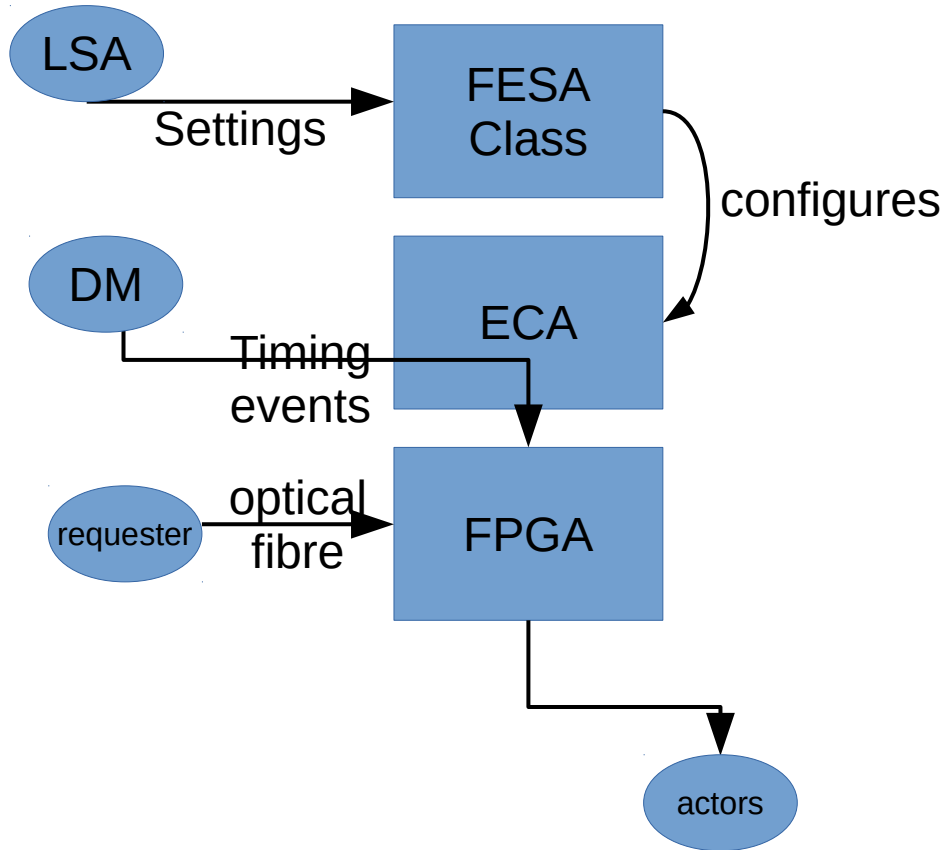 LSA
FESA
Class
Settings
configures
DM
ECA
Timing
events
optical
fibre
requester
FPGA
actors